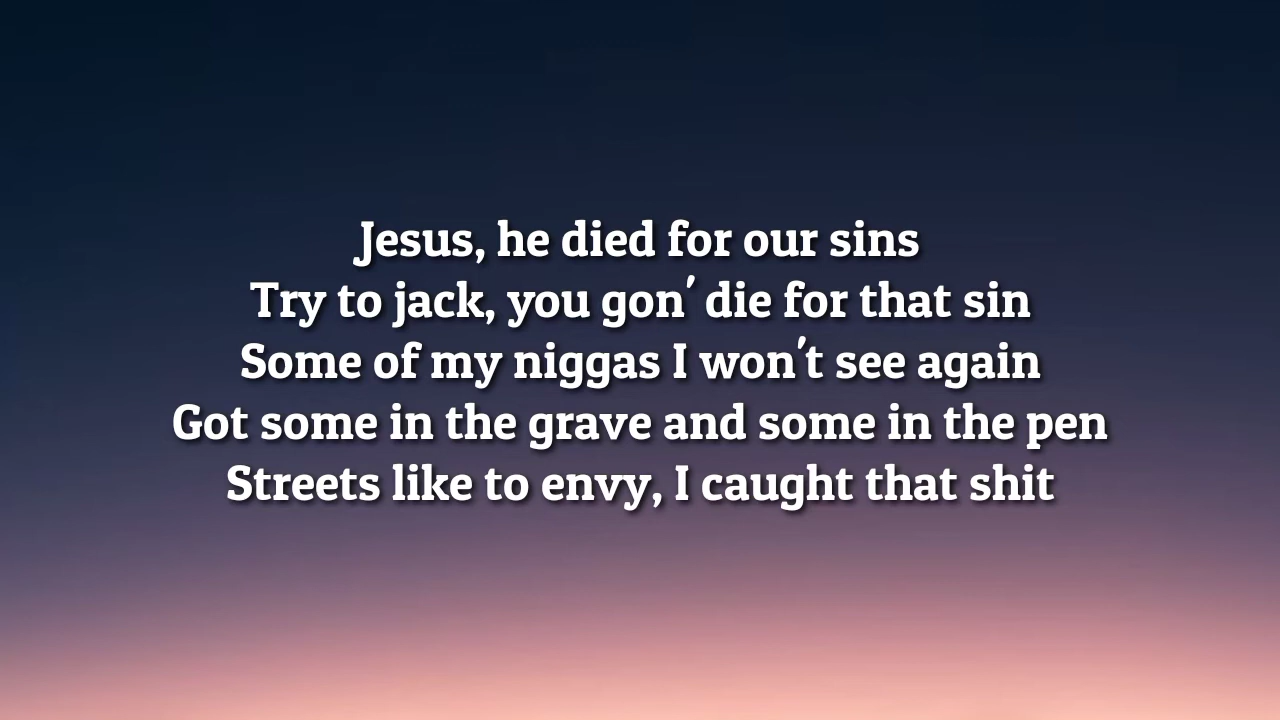 Jesus, he died for our sins
Try to jack, you gon' die for that sin
Some of my niggas I won't see again
Got some in the grave and some in the pen
Streets like to envy, I caught that shit